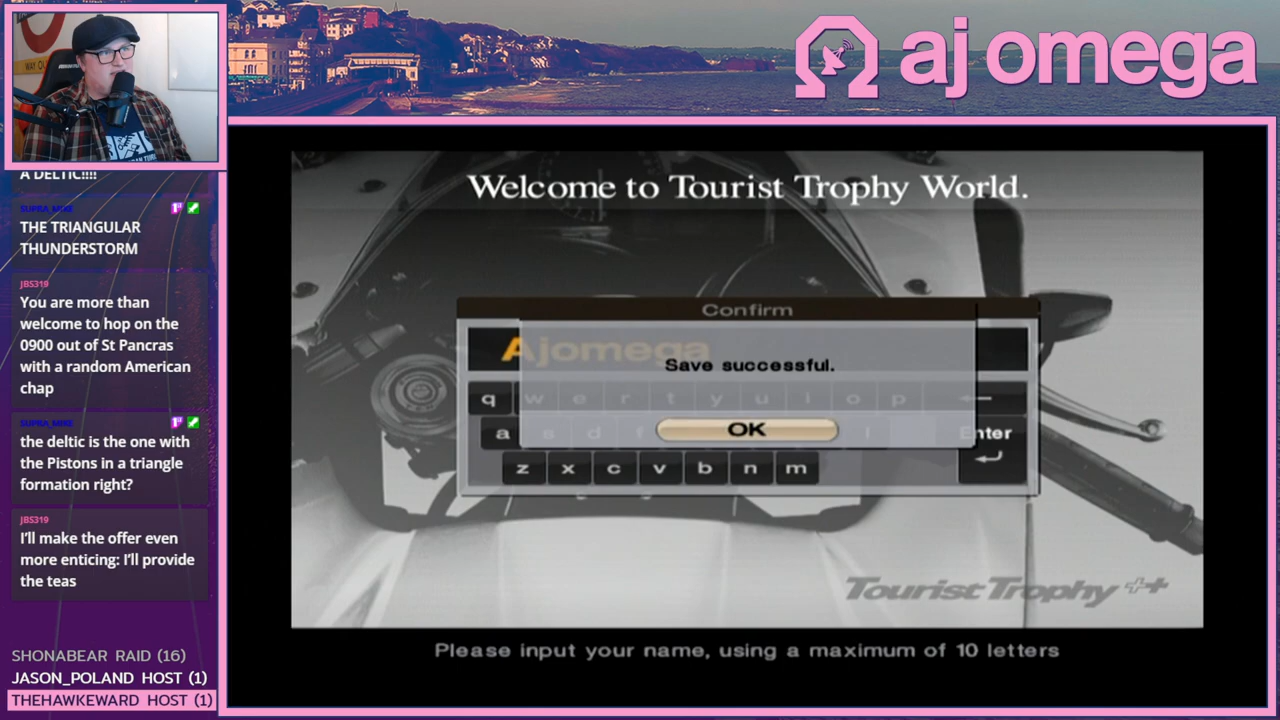 aj omega
WAY OU
A DELTIC!!!!
SUPRA_MIKE
THE TRIANGULAR
THUNDERSTORM
JBS319
You are more than
welcome to hop on the
0900 out of St Pancras
with a random American
chap
SUPRA_MIKE
the deltic is the one with
the Pistons in a triangle
formation right?
JBS319
I'll make the offer even
more enticing: I'll provide
the teas
SHONABEAR RAID (16)
JASON_POLAND HOST (1)
THEHAWKEWARD HOST (1)
Welcome to Tourist Trophy World.
Confirm
Ajomega
Save successful.
q w e r t y u i o p ←
OK
a s d f l Enter
z x c v b n m
Tourist Trophy ++
Please input your name, using a maximum of 10 letters